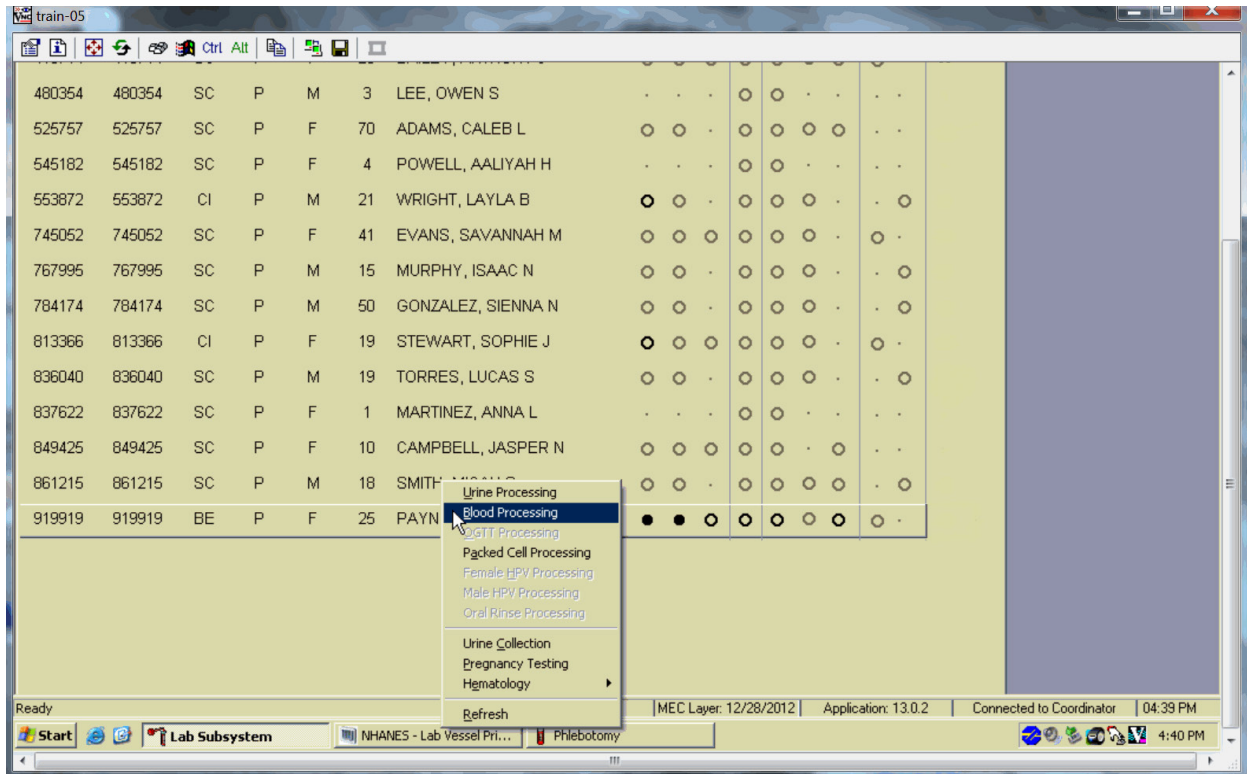 train-05
Ctrl Alt
480354 480354 SC P M 3 LEE, OWEN S
525757 525757 SC P F 70 ADAMS, CALEB L
545182 545182 SC P F 4 POWELL, AALIYAH H
553872 553872 CI P M 21 WRIGHT, LAYLA B
745052 745052 SC P F 41 EVANS, SAVANNAH M
767995 767995 SC P M 15 MURPHY, ISAAC N
784174 784174 SC P M 50 GONZALEZ, SIENNA N
813366 813366 CI P F 19 STEWART, SOPHIE J
836040 836040 SC P M 19 TORRES, LUCAS S
837622 837622 SC P F 1 MARTINEZ, ANNA L
849425 849425 SC P F 10 CAMPBELL, JASPER N
861215 861215 SC P M 18 SMITH
919919 919919 BE P F 25 PAYN
Urine Processing
Blood Processing
OGTT Processing
Packed Cell Processing
Female HPV Processing
Male HPV Processing
Oral Rinse Processing
Urine Collection
Pregnancy Testing
Hematology
Refresh
Ready MEC Layer: 12/28/2012 Application: 13.0.2 Connected to Coordinator 04:39 PM
Start Lab Subsystem NHANES - Lab Vessel Pri... Phlebotomy 4:40 PM